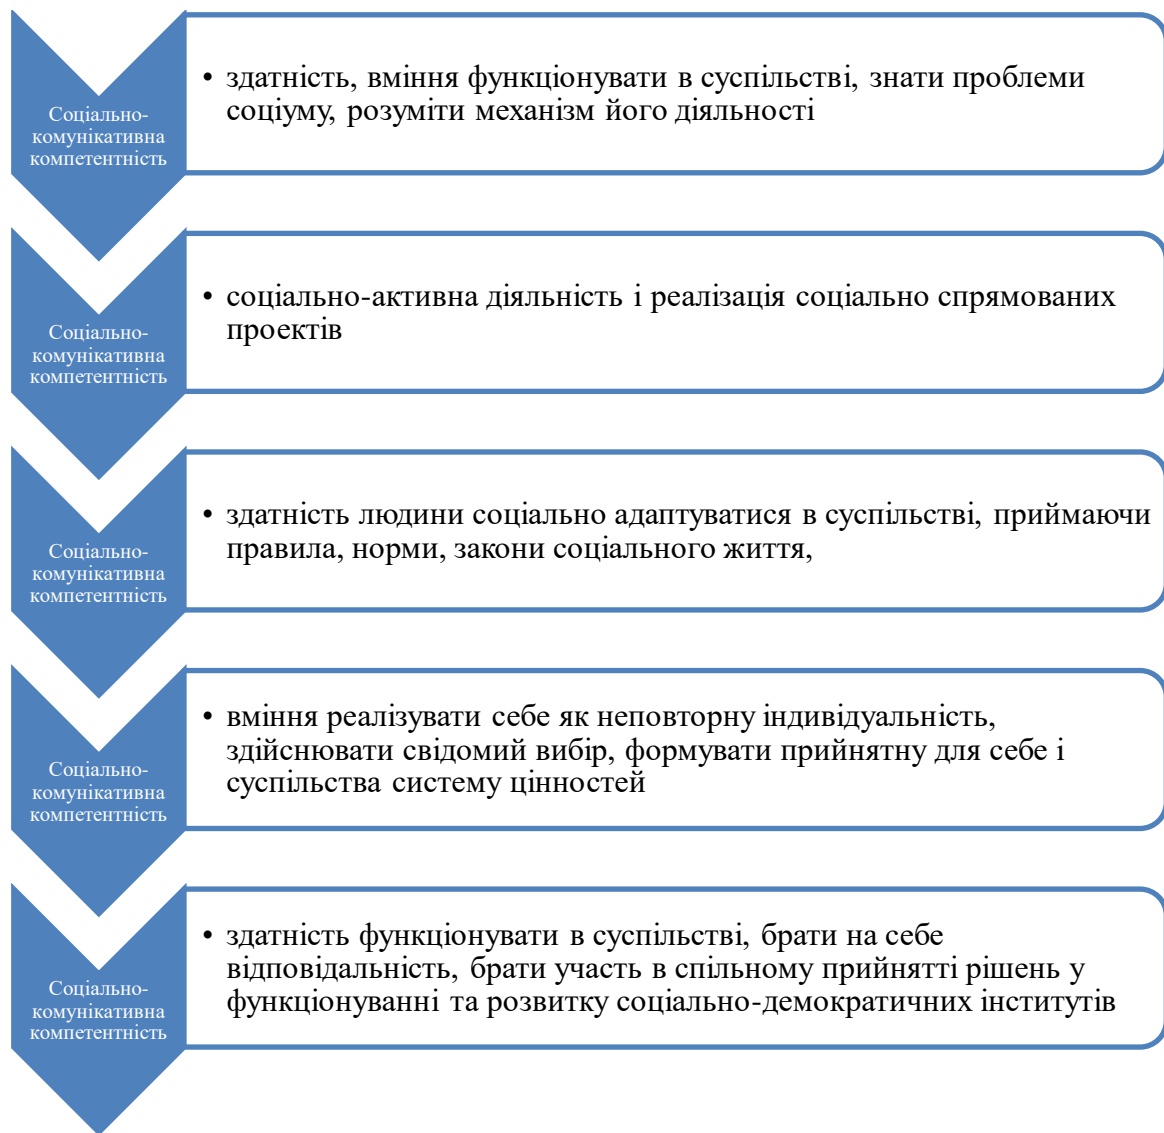 Соціально-
комунікативна
компетентність
• здатність, вміння функціонувати в суспільстві, знати проблеми
соціуму, розуміти механізм його діяльності
Соціально-
комунікативна
компетентність
• соціально-активна діяльність і реалізація соціально спрямованих
проектів
Соціально-
комунікативна
компетентність
• здатність людини соціально адаптуватися в суспільстві, приймаючи
правила, норми, закони соціального життя,
Соціально-
комунікативна
компетентність
• вміння реалізувати себе як неповторну індивідуальність,
здійснювати свідомий вибір, формувати прийнятну для себе і
суспільства систему цінностей
Соціально-
комунікативна
компетентність
• здатність функціонувати в суспільстві, брати на себе
відповідальність, брати участь в спільному прийнятті рішень у
функціонуванні та розвитку соціально-демократичних інститутів